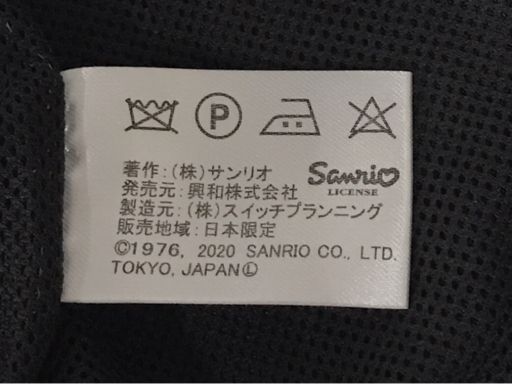 P
著作:(株)サンリオ
Sanrio
LICENSE
発売元:興和株式会社
製造元:(株)スイッチプランニング
販売地域:日本限定
©1976, 2020 SANRIO CO., LTD.
TOKYO, JAPANⓁ